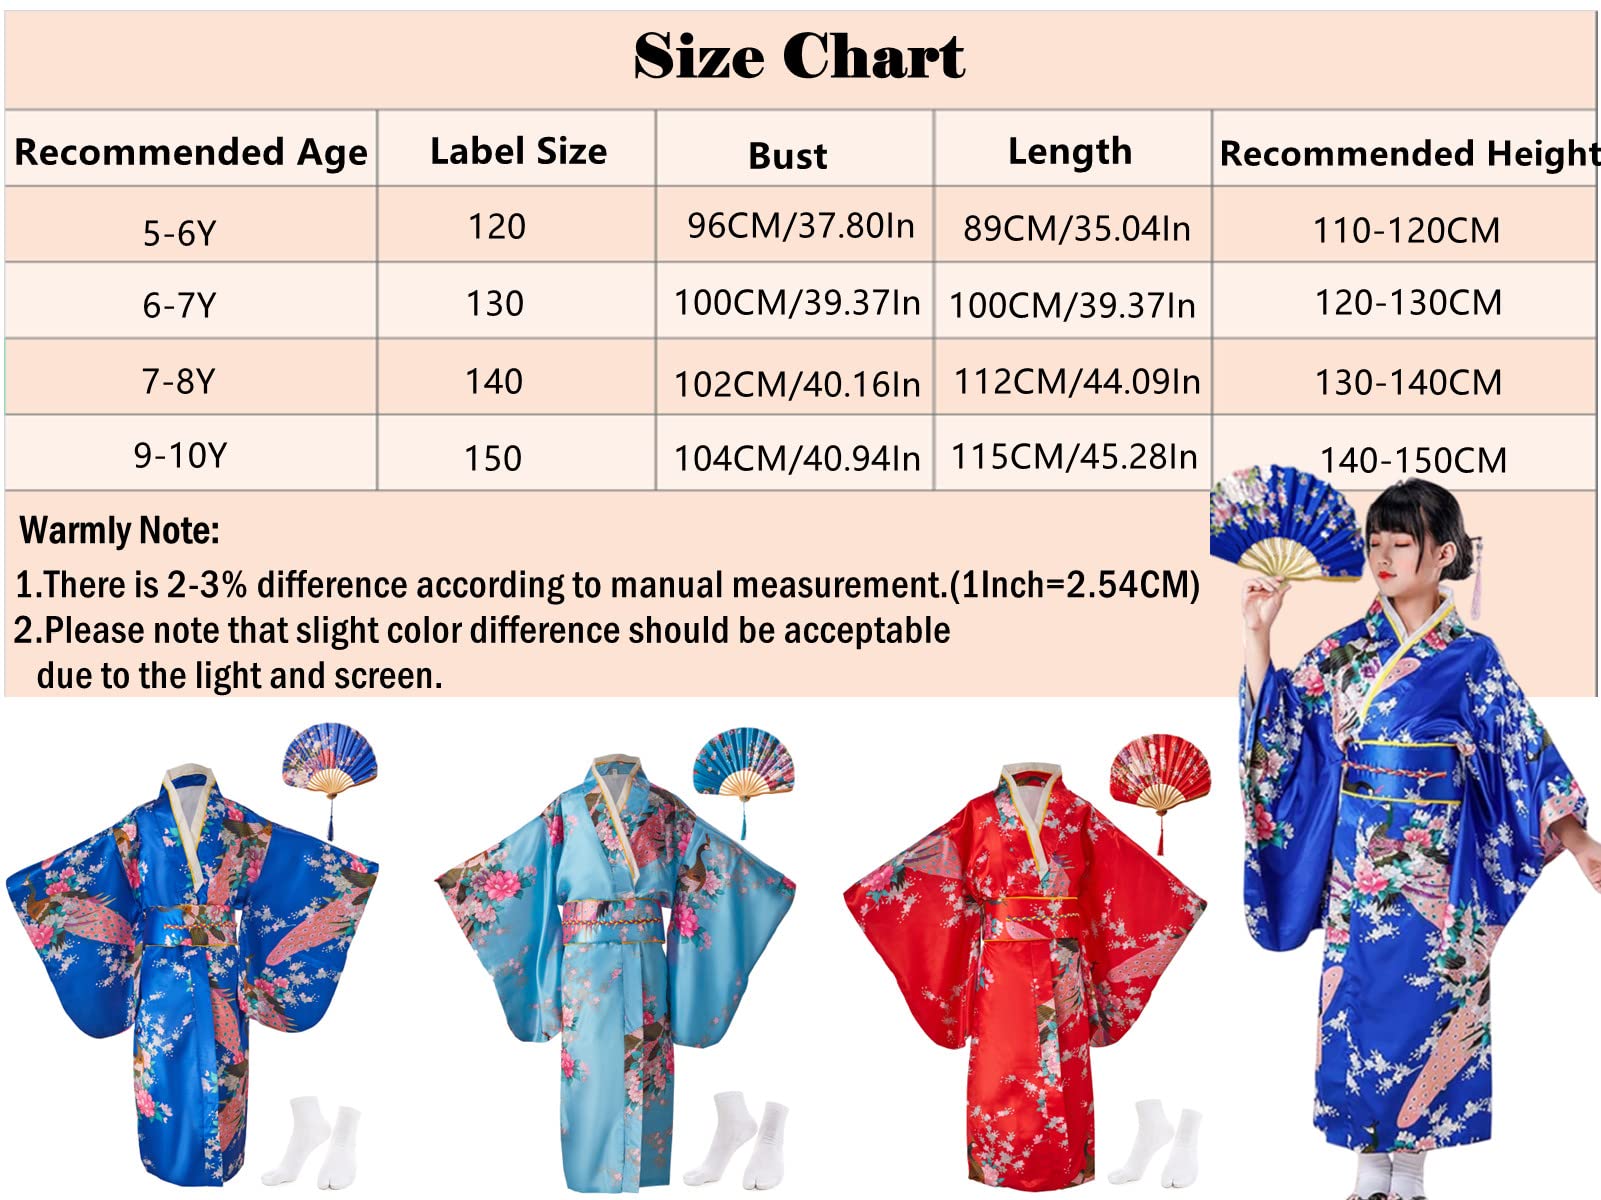 Size Chart
Recommended Age Label Size Bust Length Recommended Height
5-6Y 120 96CM/37.80In 89CM/35.04In 110-120CM
6-7Y 130 100CM/39.37In 100CM/39.37In 120-130CM
7-8Y 140 102CM/40.16In 112CM/44.09In 130-140CM
9-10Y 150 104CM/40.94In 115CM/45.28In 140-150CM
Warmly Note:
1.There is 2-3% difference according to manual measurement.(1Inch=2.54CM)
2.Please note that slight color difference should be acceptable
due to the light and screen.